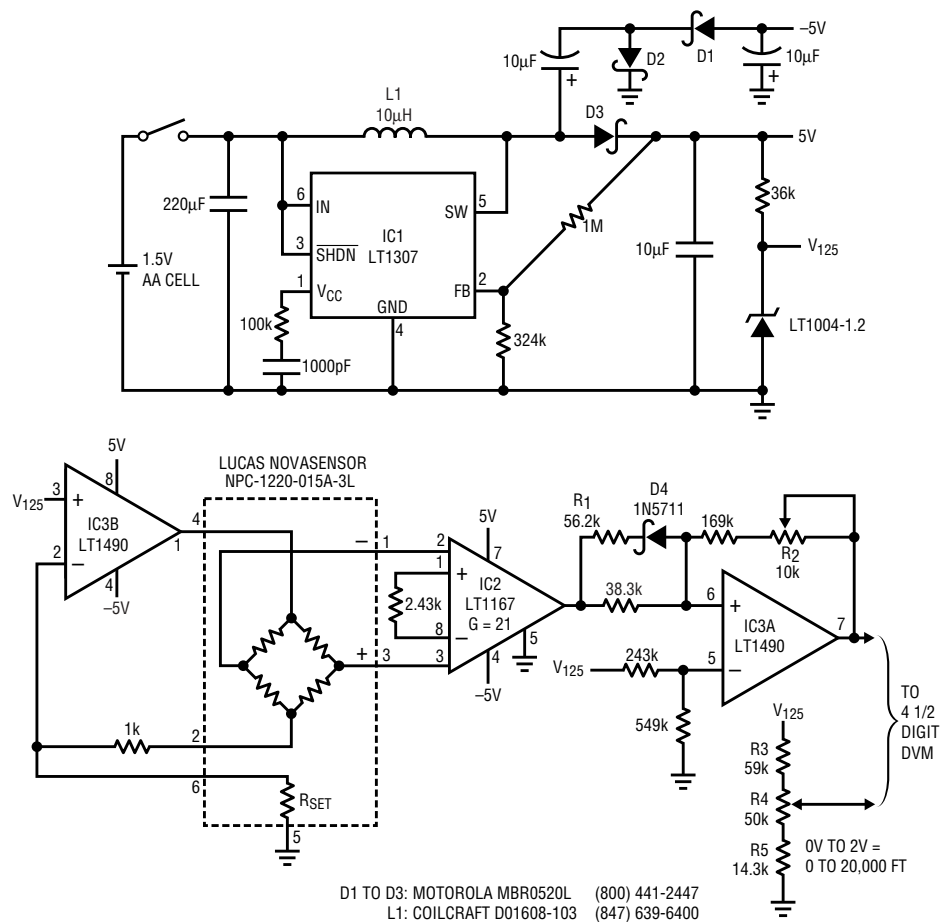 –5V
10µF
+
D2
D1
10µF
+
L1
10µH
D3
5V
220µF
6
IN
SW
5
36k
1M
3
SHDN
IC1
LT1307
10µF
V125
1.5V
AA CELL
1
VCC
FB
2
GND
4
100k
324k
LT1004-1.2
1000pF
5V
LUCAS NOVASENSOR
NPC-1220-015A-3L
V125
3
+
8
IC3B
LT1490
1
4
2
–
4
–5V
–
1
2
5V
7
1
+
IC2
LT1167
G = 21
2.43k
8
–
5
+
3
3
4
–5V
R1
56.2k
D4
1N5711
169k
R2
10k
38.3k
6
+
IC3A
LT1490
7
V125
243k
5
–
549k
1k
2
6
RSET
5
TO
4 1/2
DIGIT
DVM
V125
R3
59k
R4
50k
R5
14.3k
0V TO 2V =
0 TO 20,000 FT
D1 TO D3: MOTOROLA MBR0520L (800) 441-2447
L1: COILCRAFT D01608-103 (847) 639-6400